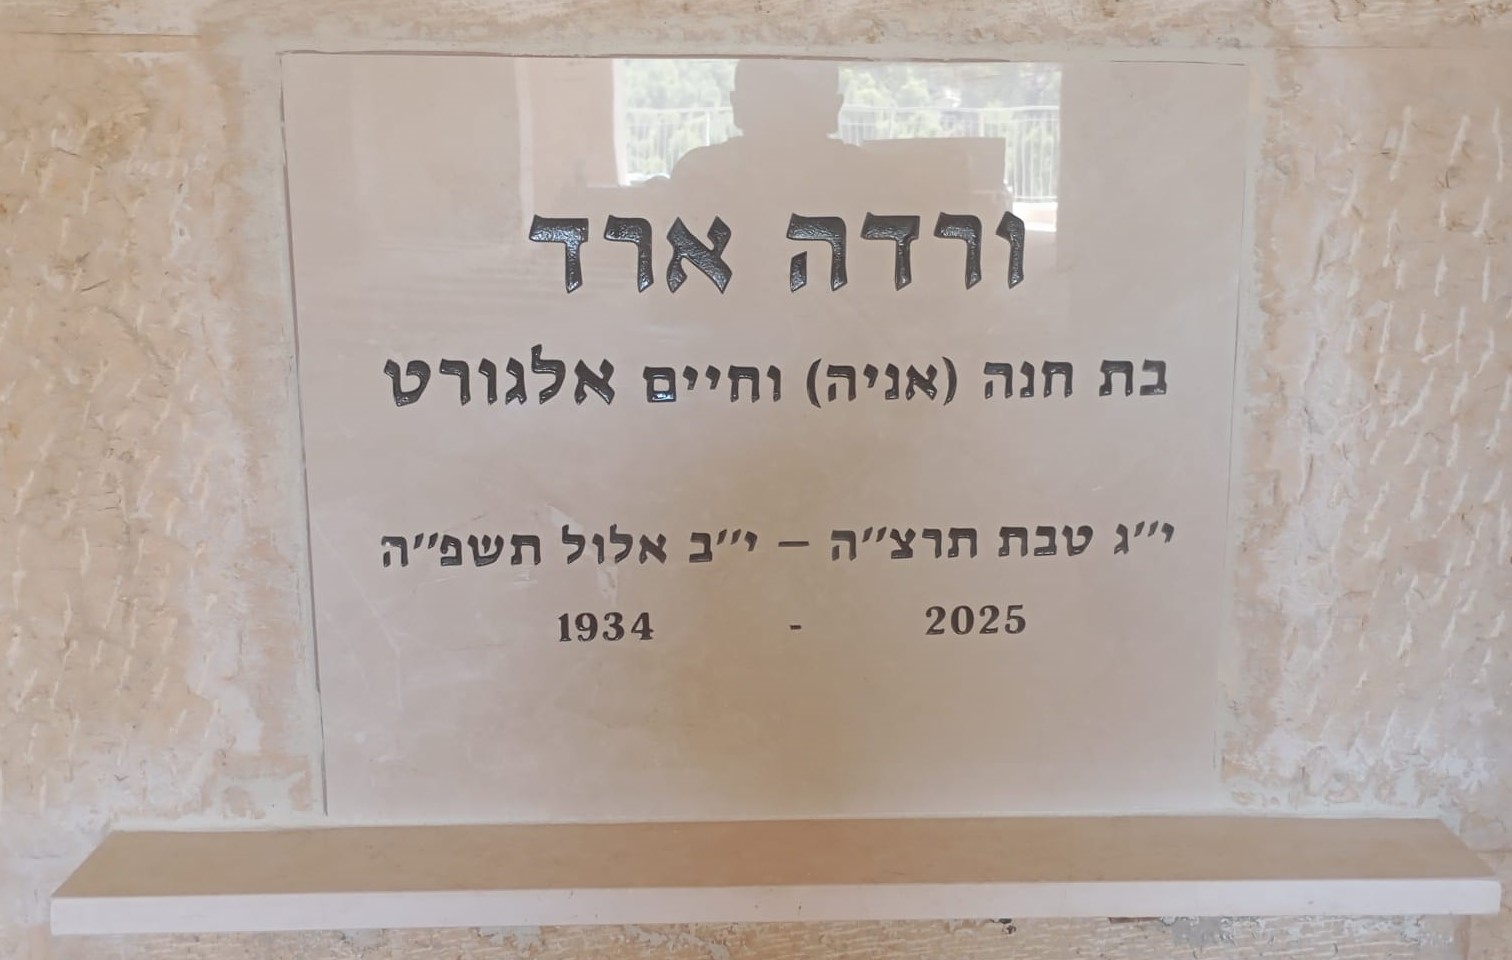 ורדה ארד
בת חנה (אניה) וחיים אלגורט
י״ג טבת תרצ״ה – י״ב אלול תשפ״ה
1934 - 2025